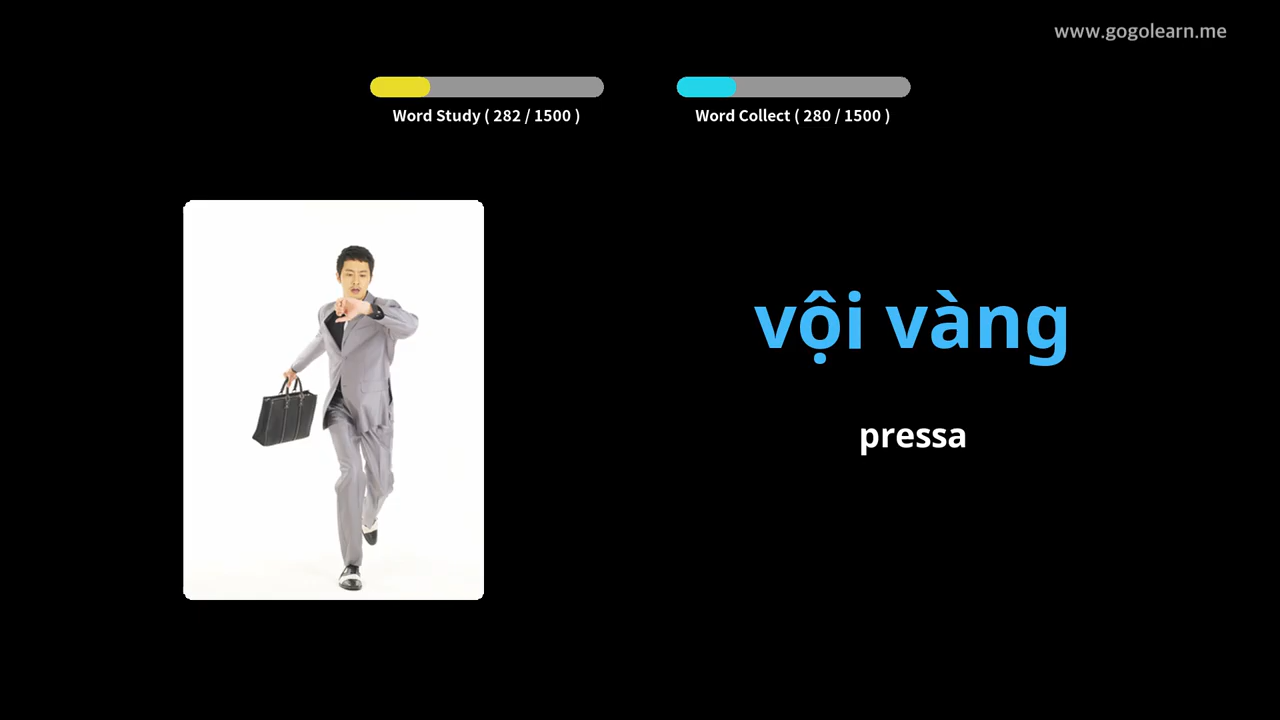 www.gogolearn.me
Word Study ( 282 / 1500 )
Word Collect ( 280 / 1500 )
vội vàng
pressa